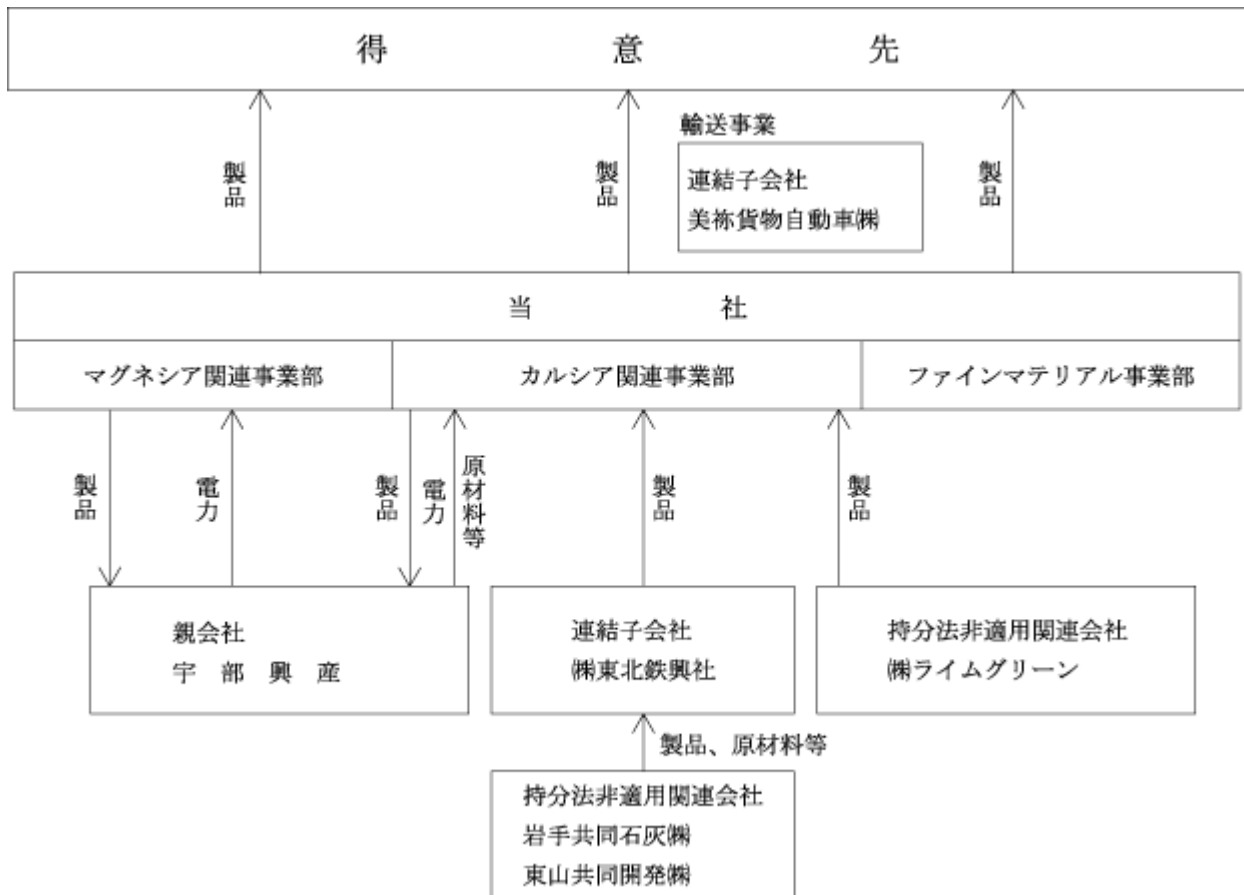 得意先
輸送事業
連結子会社
美祢貨物自動車㈱
製品
製品
製品
当社
マグネシア関連事業部
カルシア関連事業部
ファインマテリアル事業部
製品
電力
製品
電力
原材料等
製品
製品
親会社
宇部興産
連結子会社
㈱東北鉄興社
持分法非適用関連会社
㈱ライムグリーン
製品、原材料等
持分法非適用関連会社
岩手共同石灰㈱
東山共同開発㈱